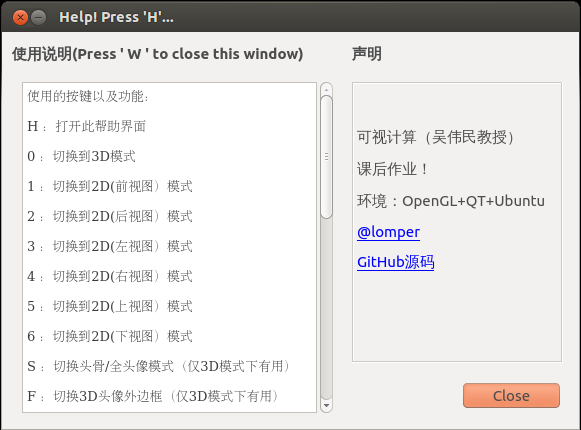 Help! Press 'H'...
使用说明(Press ' W ' to close this window)
使用的按键以及功能:
H ：打开此帮助界面
0 ：切换到3D模式
1 ：切换到2D(前视图）模式
2 ：切换到2D(后视图）模式
3 ：切换到2D(左视图）模式
4 ：切换到2D(右视图）模式
5 ：切换到2D(上视图）模式
6 ：切换到2D(下视图）模式
S ：切换头骨/全头像模式（仅3D模式下有用）
F ：切换3D头像外边框（仅3D模式下有用）
声明
可视计算（吴伟民教授）
课后作业！
环境：OpenGL+QT+Ubuntu
@lomper
GitHub源码
Close